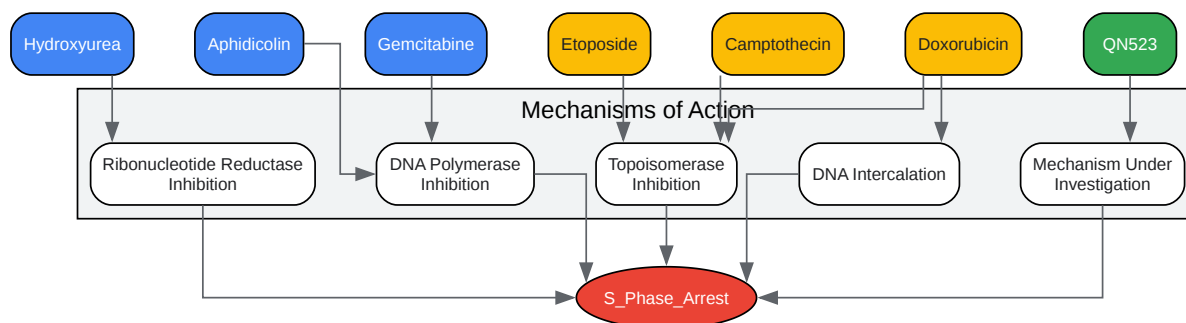 Hydroxyurea
Aphidicolin
Gemcitabine
Etoposide
Camptothecin
Doxorubicin
QN523
Mechanisms of Action
Ribonucleotide Reductase
Inhibition
DNA Polymerase
Inhibition
Topoisomerase
Inhibition
DNA Intercalation
Mechanism Under
Investigation
S_Phase_Arrest